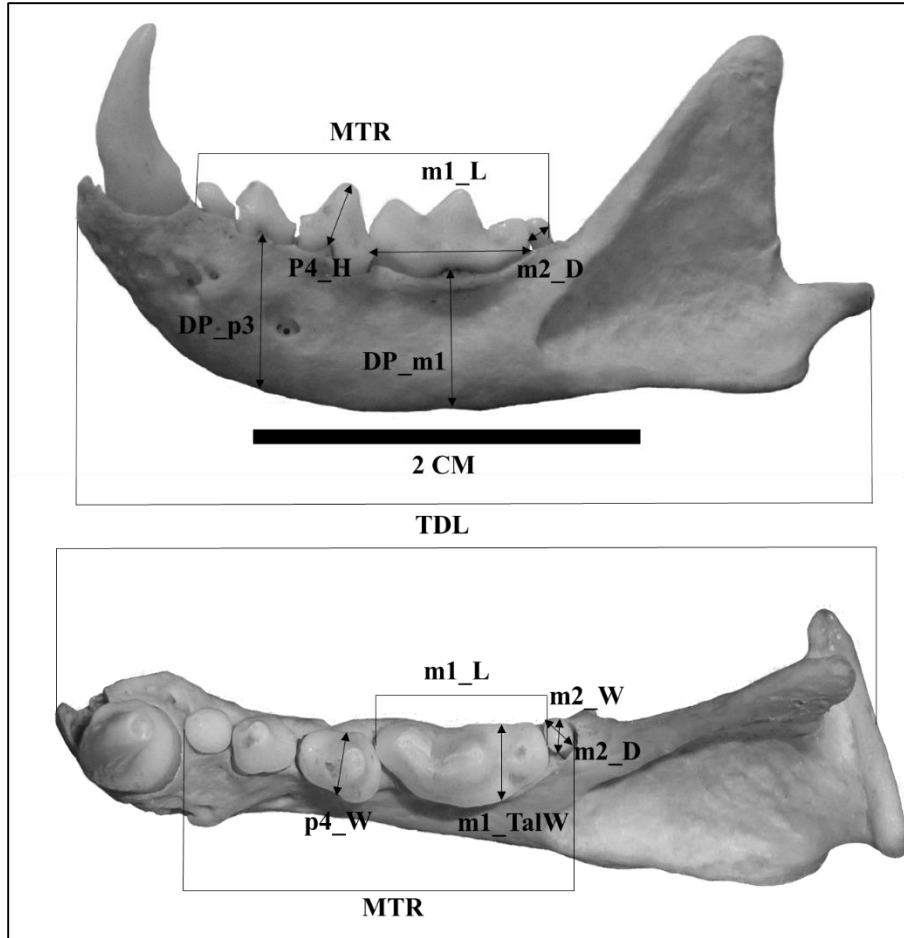 MTR
m1_L
P4_H
m2_D
DP_p3
DP_m1
2 CM
TDL
m1_L
m2_W
m2_D
p4_W
m1_TalW
MTR